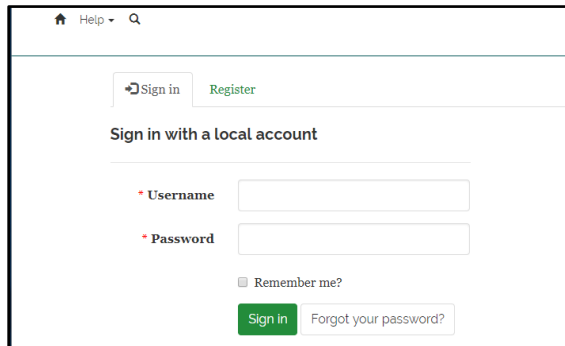 Help
Sign in Register
Sign in with a local account
* Username
* Password
Remember me?
Sign in Forgot your password?